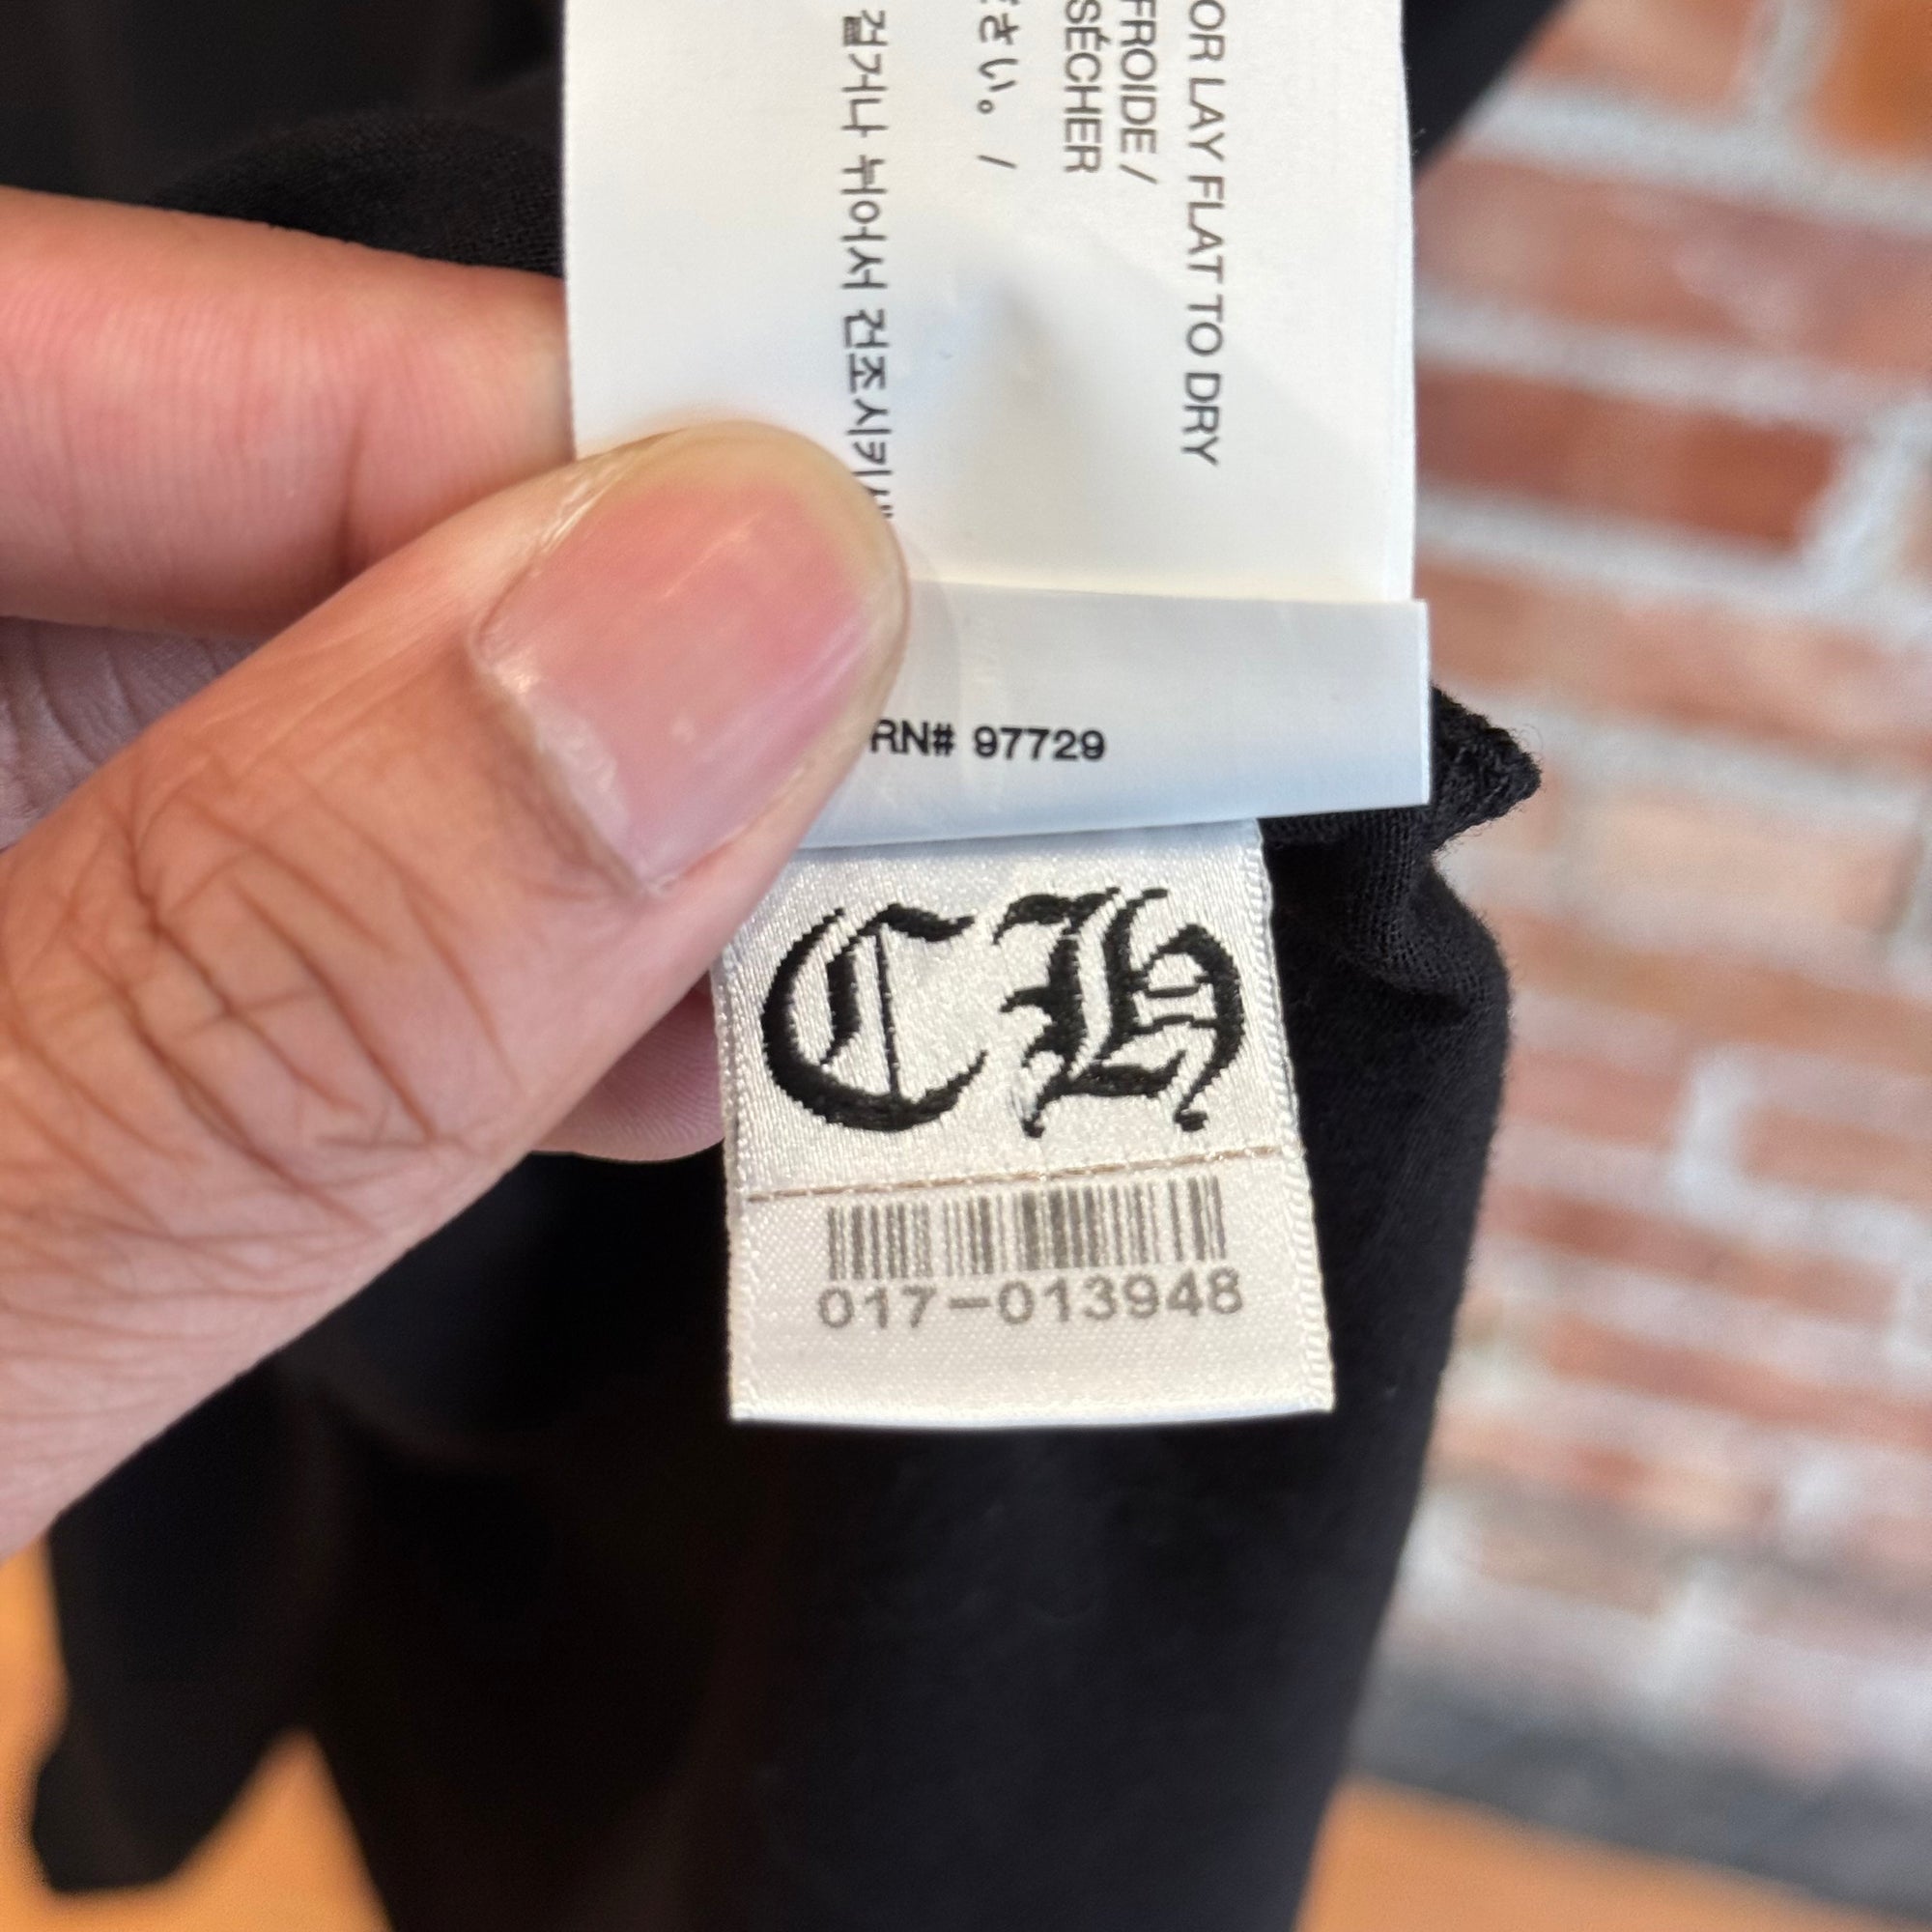 OR LAY FLAT TO DRY
FROIDE /
SÉCHER
さい。 /
걸거나 뉘어서 건조시키
RN# 97729
CH
017-013948